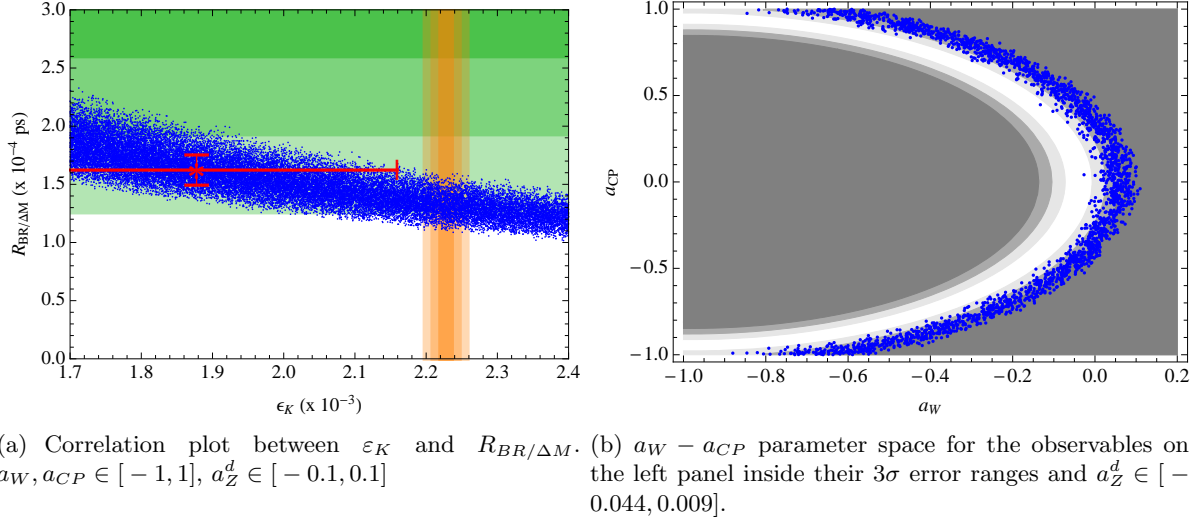 3.0
2.5
2.0
1.5
1.0
0.5
0.0
R_BR/ΔM (x 10^-4 ps)
1.7 1.8 1.9 2.0 2.1 2.2 2.3 2.4
ϵ_K (x 10^-3)
1.0
0.5
0.0
−0.5
−1.0
a_CP
−1.0 −0.8 −0.6 −0.4 −0.2 0.0 0.2
a_W
(a) Correlation plot between ε_K and R_BR/ΔM.
a_W, a_CP ∈ [ − 1, 1], a_Z^d ∈ [ − 0.1, 0.1]
(b) a_W − a_CP parameter space for the observables on
the left panel inside their 3σ error ranges and a_Z^d ∈ [ −
0.044, 0.009].